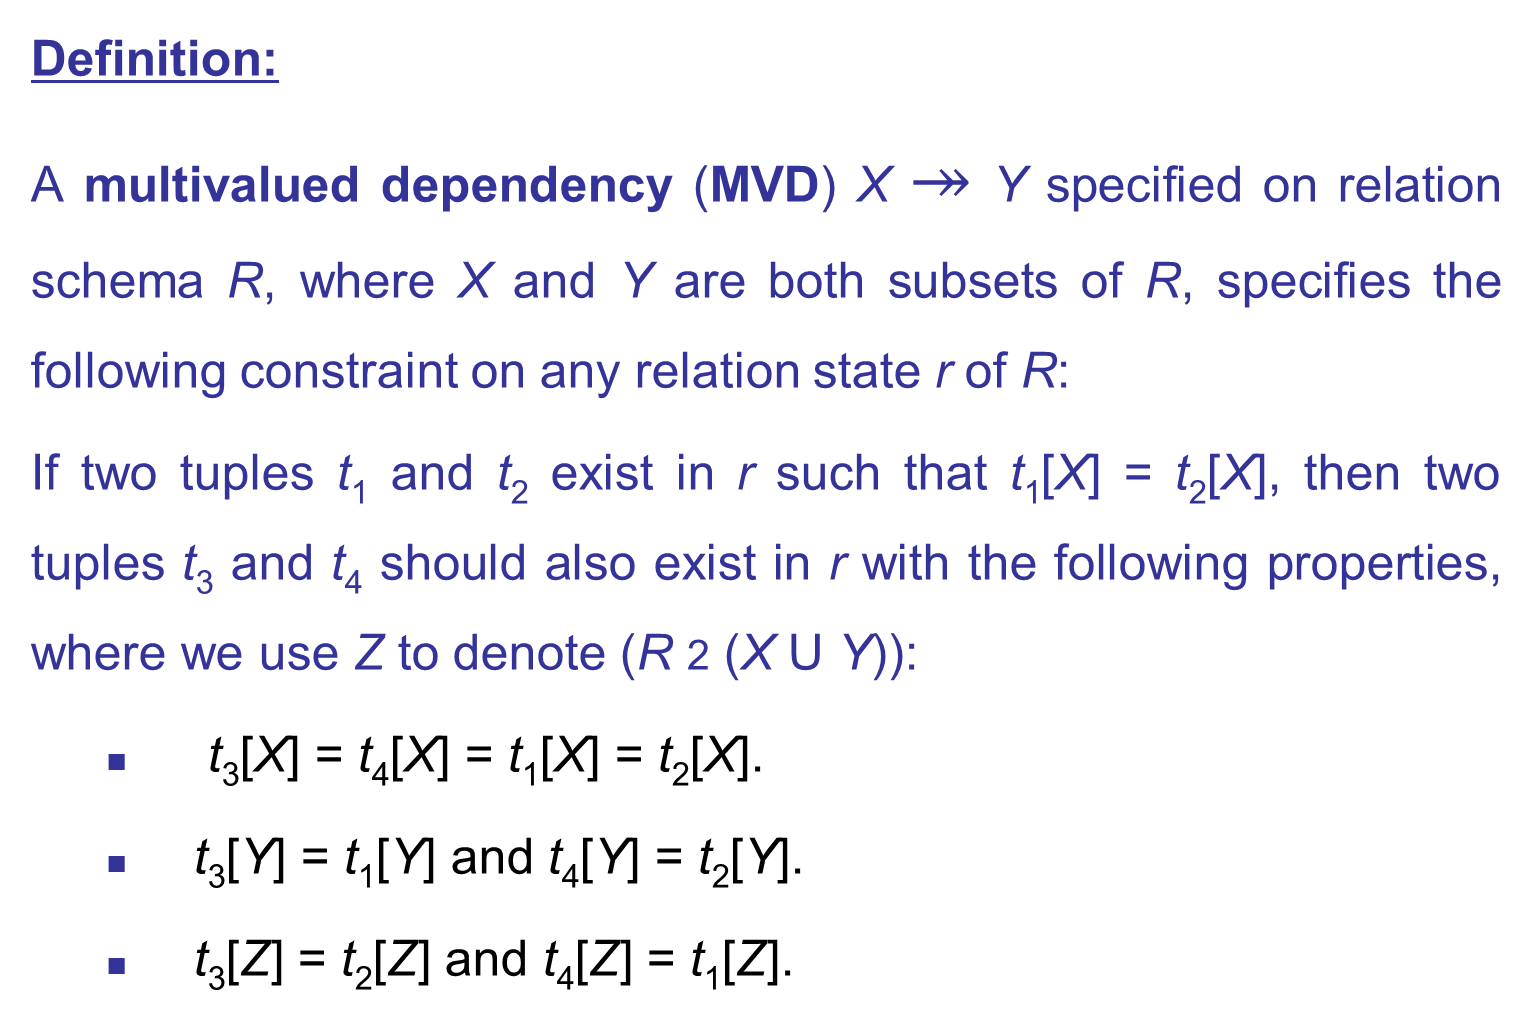 Definition:
A multivalued dependency (MVD) X ↠ Y specified on relation
schema R, where X and Y are both subsets of R, specifies the
following constraint on any relation state r of R:
If two tuples t₁ and t₂ exist in r such that t₁[X] = t₂[X], then two
tuples t₃ and t₄ should also exist in r with the following properties,
where we use Z to denote (R 2 (X U Y)):
▪ t₃[X] = t₄[X] = t₁[X] = t₂[X].
▪ t₃[Y] = t₁[Y] and t₄[Y] = t₂[Y].
▪ t₃[Z] = t₂[Z] and t₄[Z] = t₁[Z].